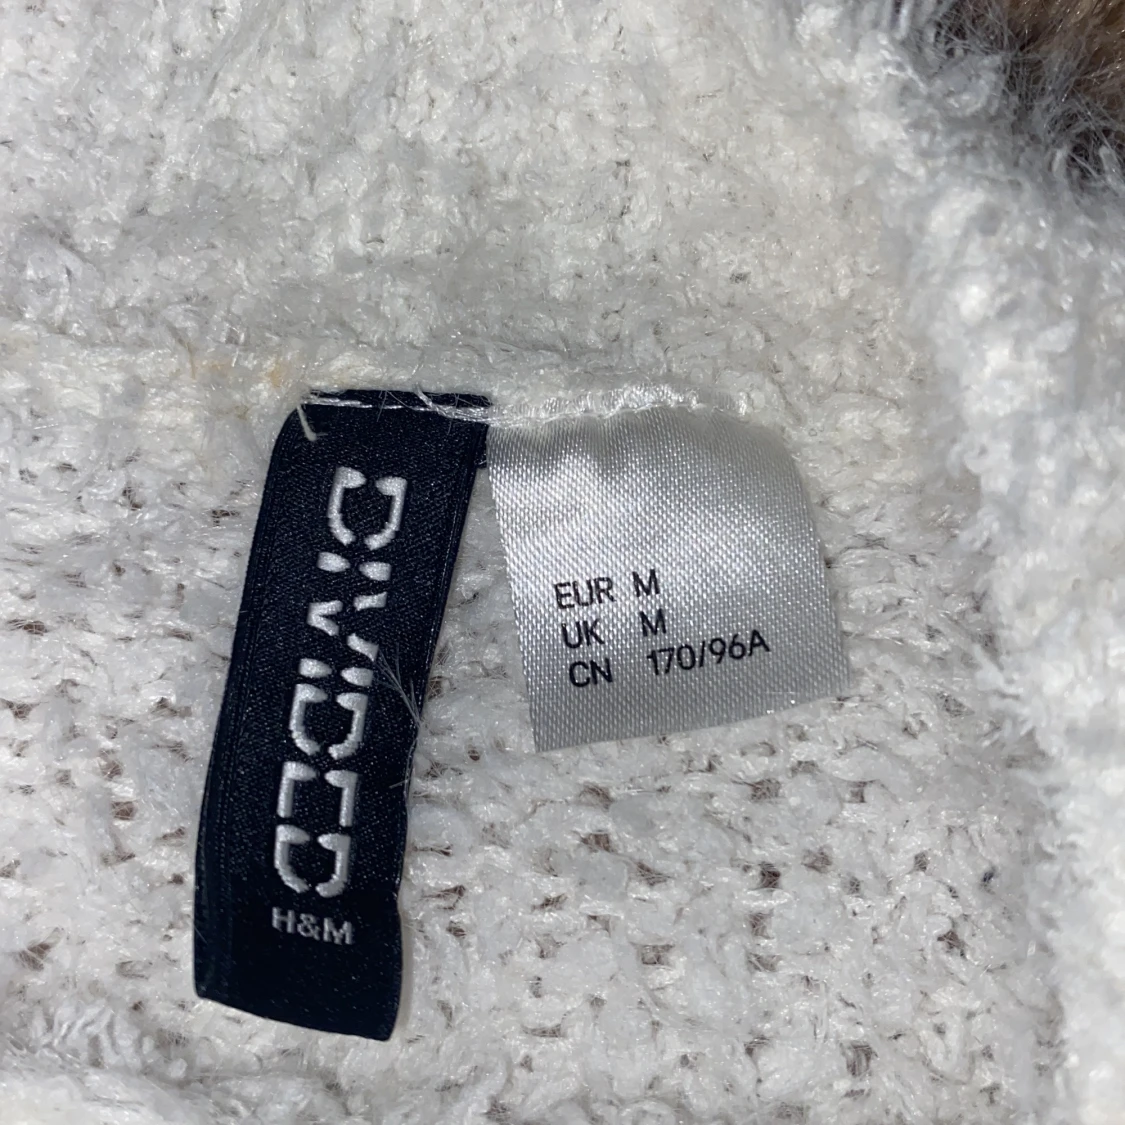 DIVIDED
H&M
EUR M
UK M
CN 170/96A